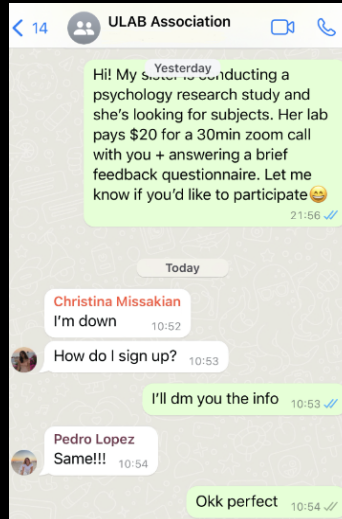 14
ULAB Association
Yesterday
Hi! My is conducting a
psychology research study and
she's looking for subjects. Her lab
pays $20 for a 30min zoom call
with you + answering a brief
feedback questionnaire. Let me
know if you'd like to participate😄
21:56
Today
Christina Missakian
I'm down 10:52
How do I sign up? 10:53
I'll dm you the info 10:53
Pedro Lopez
Same!!! 10:54
Okk perfect 10:54